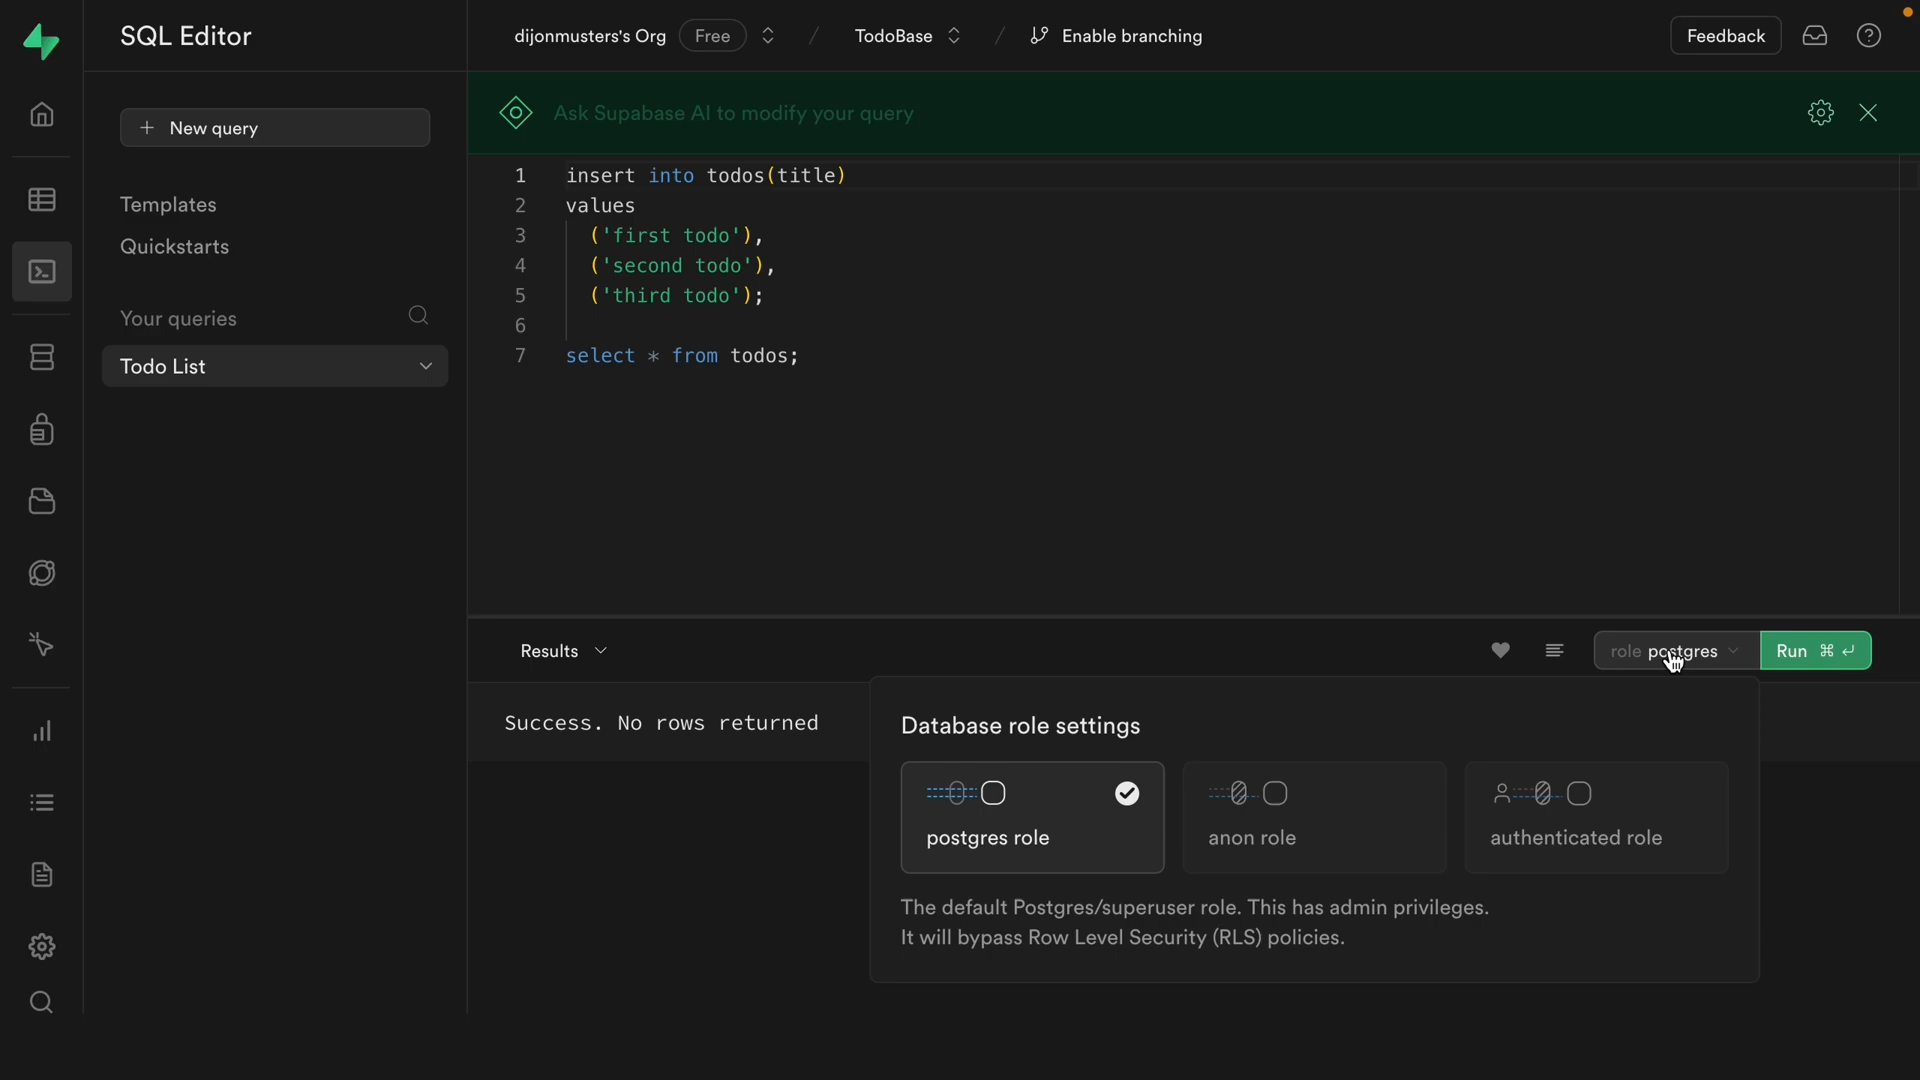 SQL Editor
dijonmusters's Org Free / TodoBase / Enable branching
Feedback
+ New query
Ask Supabase AI to modify your query
Templates
Quickstarts
Your queries
Todo List
1 insert into todos(title)
2 values
3 ('first todo'),
4 ('second todo'),
5 ('third todo');
6
7 select * from todos;
Results
role postgres
Run ⌘ ↵
Success. No rows returned
Database role settings
postgres role
anon role
authenticated role
The default Postgres/superuser role. This has admin privileges.
It will bypass Row Level Security (RLS) policies.